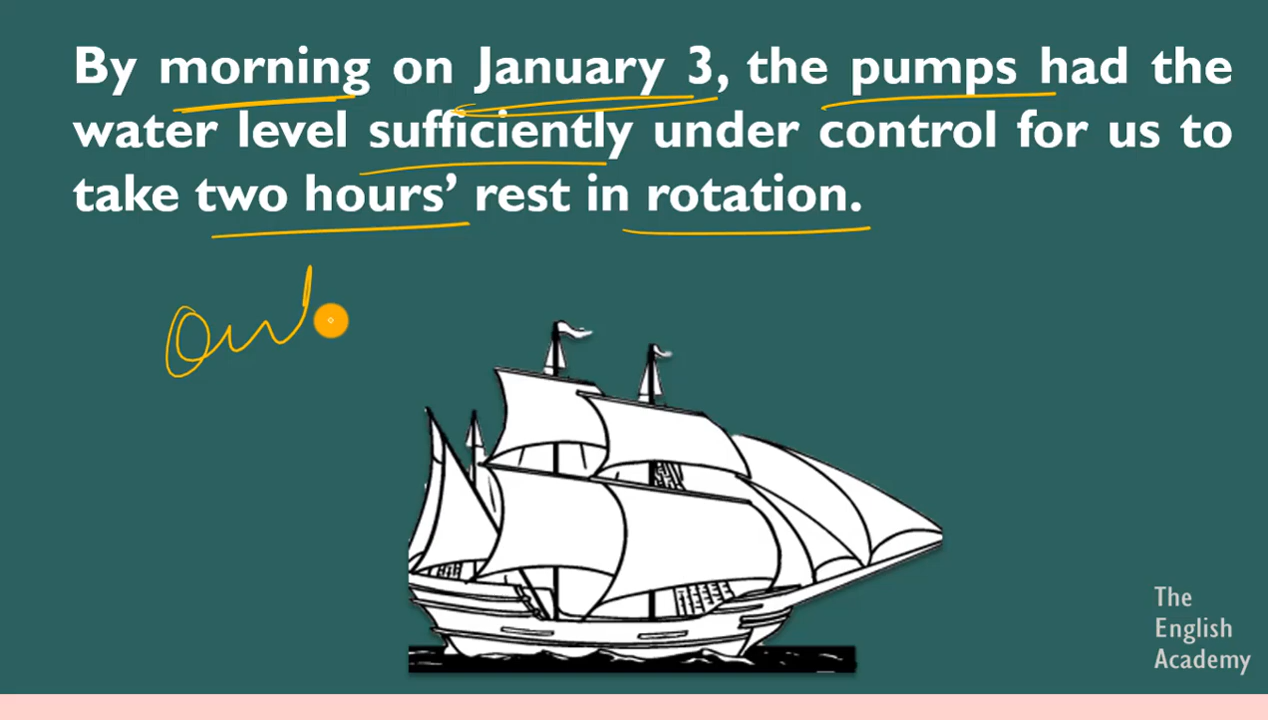 By morning on January 3, the pumps had the
water level sufficiently under control for us to
take two hours' rest in rotation.
The
English
Academy